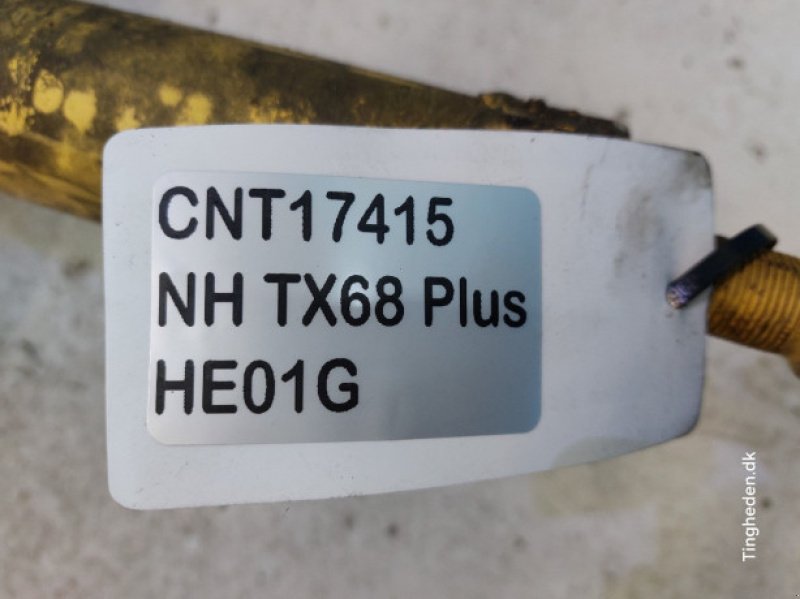 CNT17415
NH TX68 Plus
HE01G
Tingheden.dk